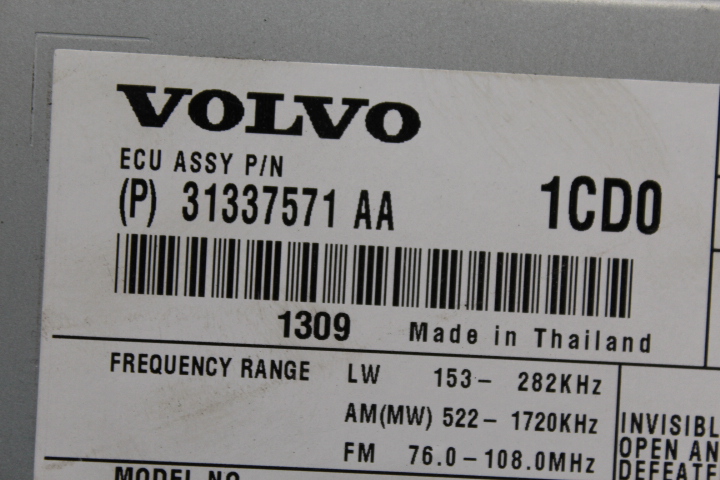 VOLVO
ECU ASSY P/N
(P) 31337571 AA 1CD0
1309 Made in Thailand
FREQUENCY RANGE LW 153- 282KHz
AM(MW) 522- 1720KHz
FM 76.0-108.0MHz
INVISIBL
OPEN AN
DEFEATE
MODEL NO